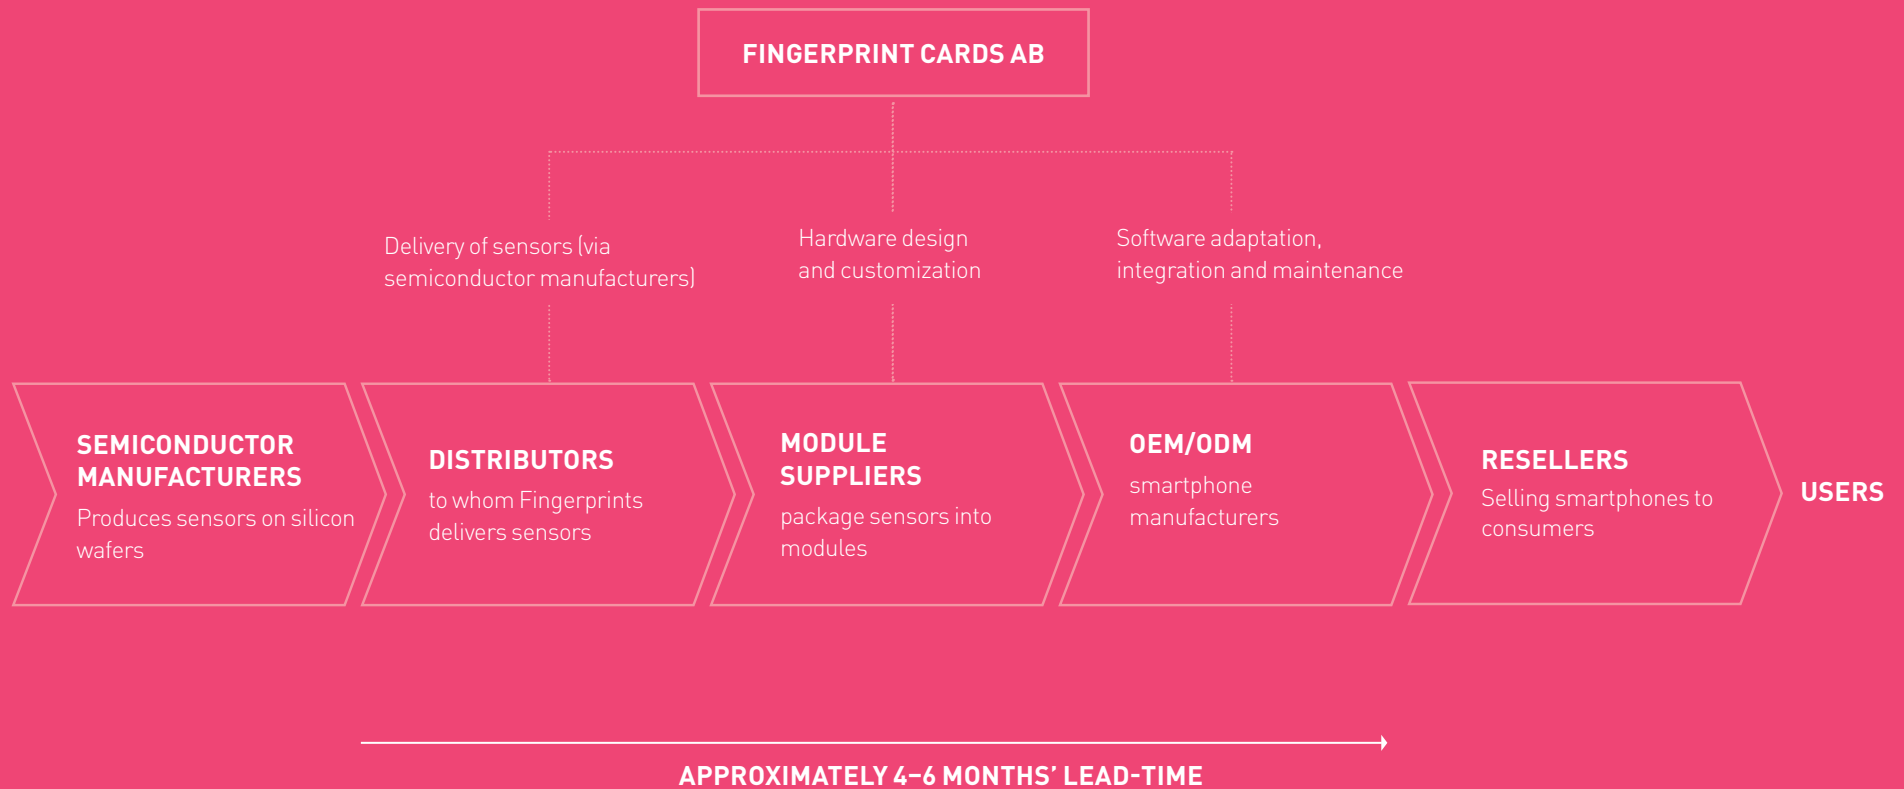 FINGERPRINT CARDS AB
Delivery of sensors (via
semiconductor manufacturers)
Hardware design
and customization
Software adaptation,
integration and maintenance
SEMICONDUCTOR
MANUFACTURERS
Produces sensors on silicon
wafers
DISTRIBUTORS
to whom Fingerprints
delivers sensors
MODULE
SUPPLIERS
package sensors into
modules
OEM/ODM
smartphone
manufacturers
RESELLERS
Selling smartphones to
consumers
USERS
APPROXIMATELY 4–6 MONTHS’ LEAD-TIME